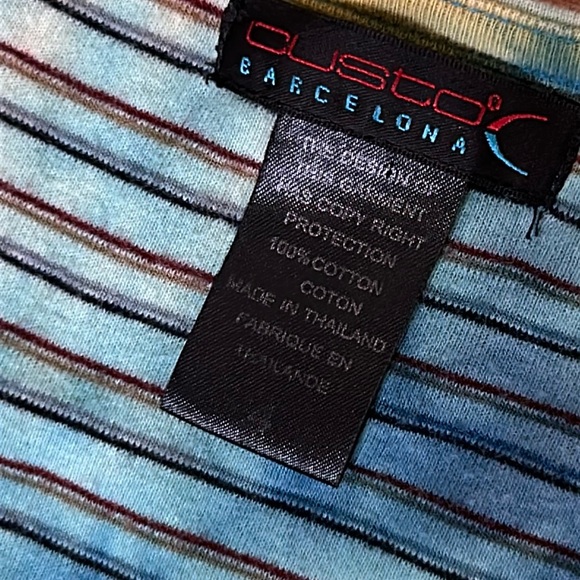 custo
BARCELONA
THE DESIGN OF
THIS GARMENT
HAS COPY RIGHT
PROTECTION
100% COTTON
COTON
MADE IN THAILAND
FABRIQUE EN
THAILANDE